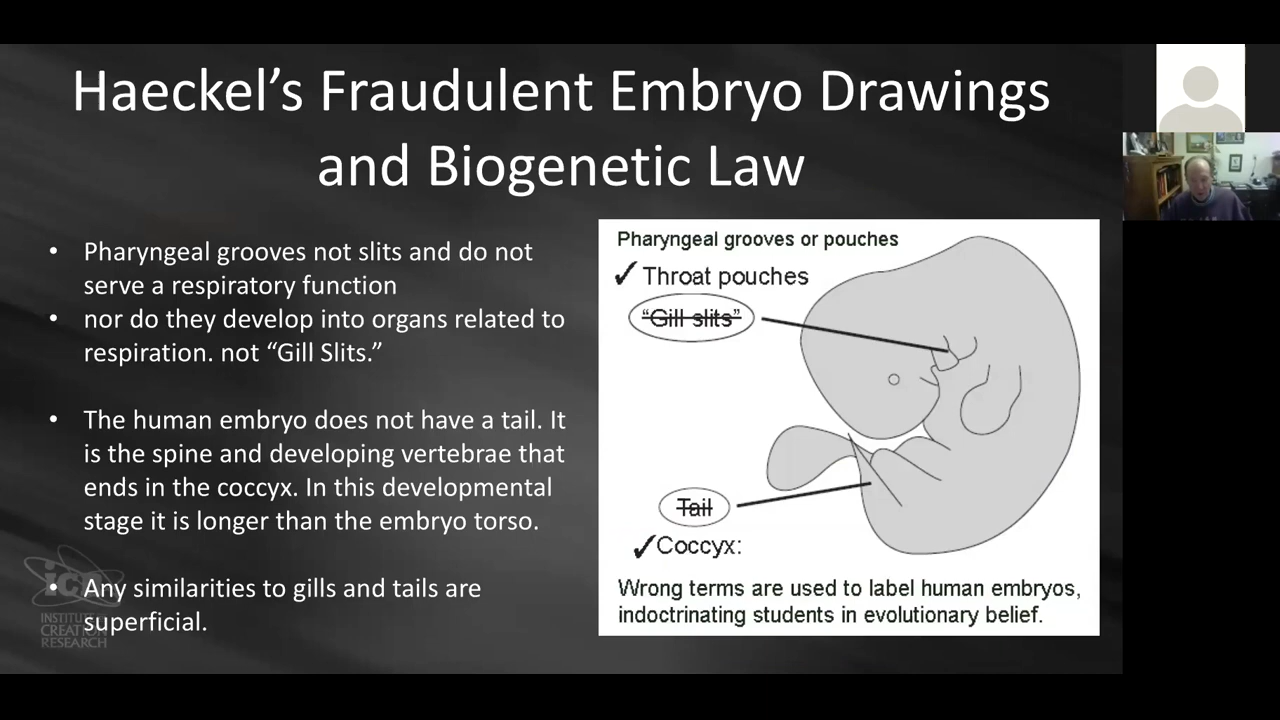 Haeckel's Fraudulent Embryo Drawings
and Biogenetic Law
• Pharyngeal grooves not slits and do not
serve a respiratory function
• nor do they develop into organs related to
respiration. not “Gill Slits.”
• The human embryo does not have a tail. It
is the spine and developing vertebrae that
ends in the coccyx. In this developmental
stage it is longer than the embryo torso.
• Any similarities to gills and tails are
superficial.
icr
INSTITUTE
CREATION
RESEARCH
Pharyngeal grooves or pouches
✓ Throat pouches
“Gill slits”
Tail
✓Coccyx:
Wrong terms are used to label human embryos,
indoctrinating students in evolutionary belief.